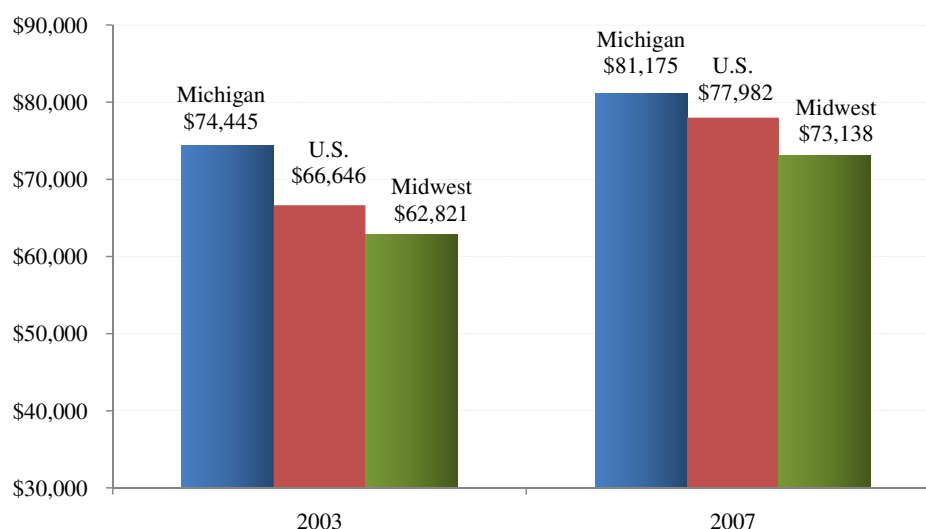 $90,000
$80,000
$70,000
$60,000
$50,000
$40,000
$30,000
Michigan
$74,445
U.S.
$66,646
Midwest
$62,821
Michigan
$81,175
U.S.
$77,982
Midwest
$73,138
2003
2007